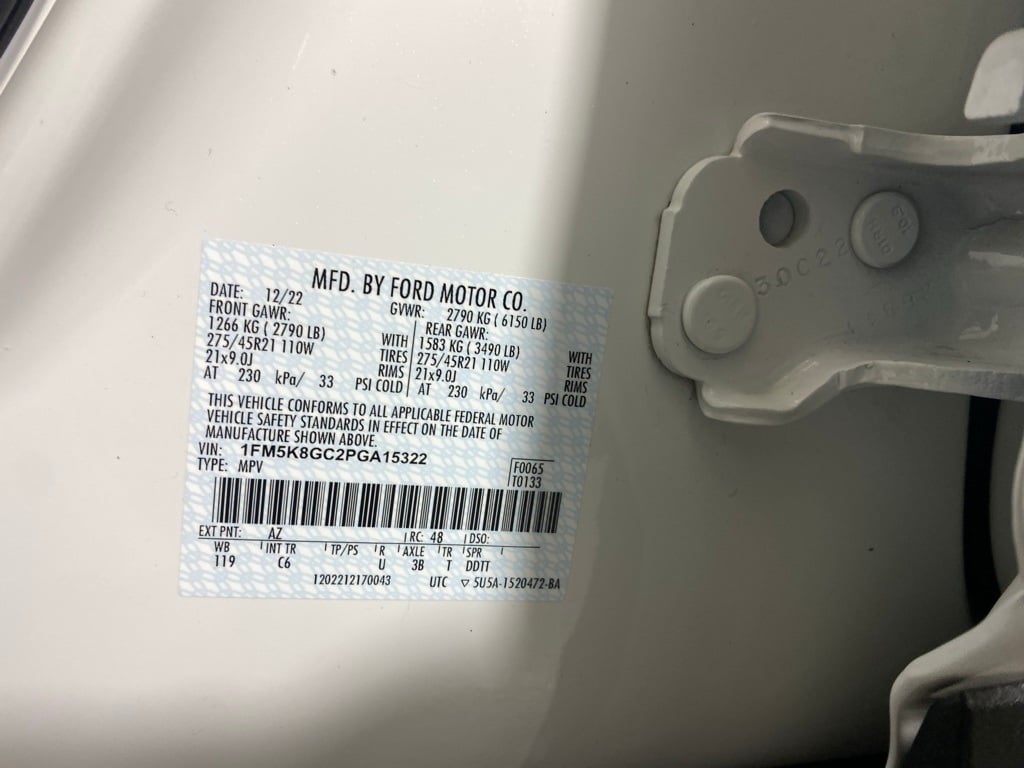 MFD. BY FORD MOTOR CO.
DATE: 12/22 GVWR: 2790 KG ( 6150 LB)
FRONT GAWR: REAR GAWR:
1266 KG ( 2790 LB) WITH 1583 KG ( 3490 LB) WITH
275/45R21 110W TIRES 275/45R21 110W TIRES
21x9.0J RIMS 21x9.0J RIMS
AT 230 kPa/ 33 PSI COLD AT 230 kPa/ 33 PSI COLD
THIS VEHICLE CONFORMS TO ALL APPLICABLE FEDERAL MOTOR
VEHICLE SAFETY STANDARDS IN EFFECT ON THE DATE OF
MANUFACTURE SHOWN ABOVE.
VIN: 1FM5K8GC2PGA15322
TYPE: MPV
F0065
T0133
EXT PNT: AZ RC: 48 DSO:
WB INT TR TP/PS R AXLE TR SPR
119 C6 U 3B T DDTT
1202212170043 UTC ▽ 5U5A-1520472-BA
30C22